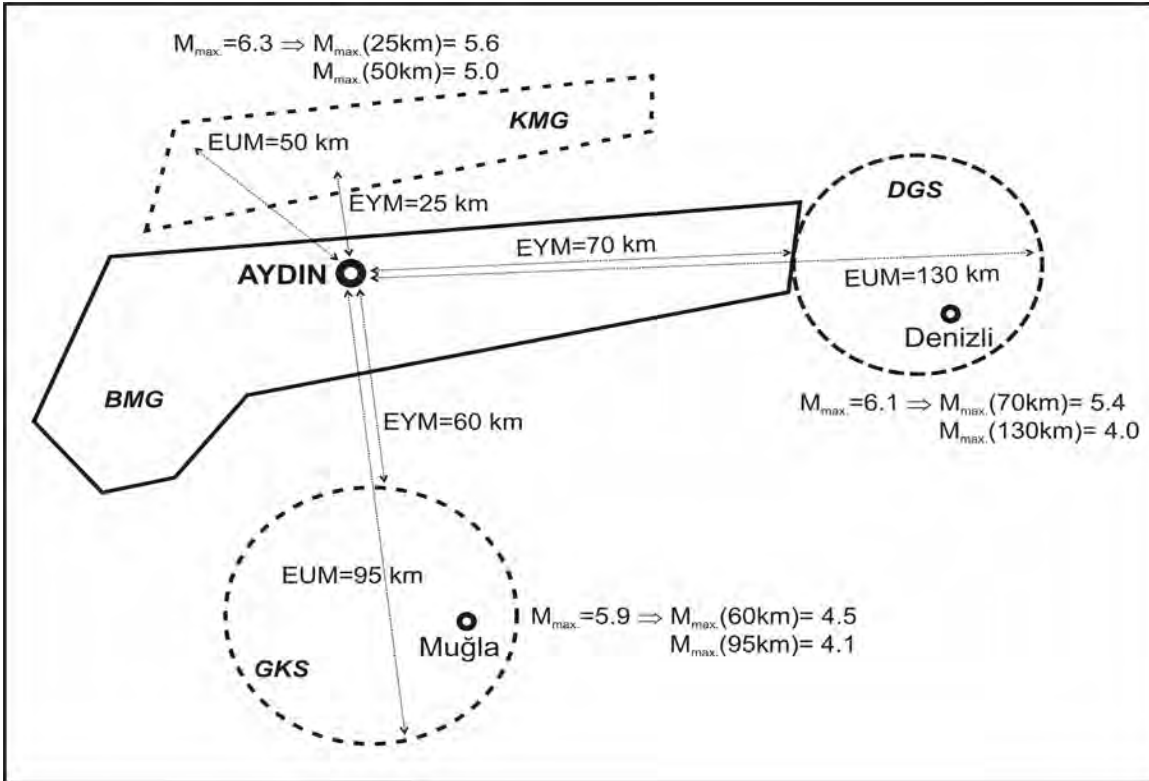 Mmax.=6.3 ⇒ Mmax.(25km)= 5.6
Mmax.(50km)= 5.0
KMG
EUM=50 km
DGS
EYM=25 km
EYM=70 km
AYDIN
EUM=130 km
Denizli
BMG
Mmax.=6.1 ⇒ Mmax.(70km)= 5.4
Mmax.(130km)= 4.0
EYM=60 km
EUM=95 km
Mmax.=5.9 ⇒ Mmax.(60km)= 4.5
Mmax.(95km)= 4.1
Muğla
GKS